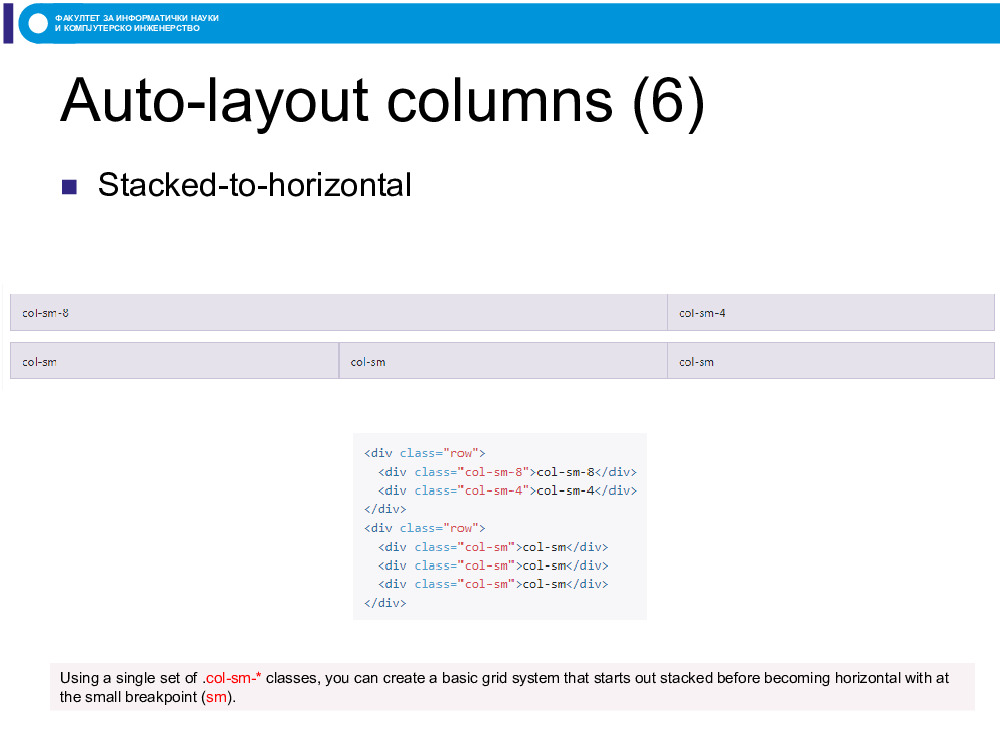 ФАКУЛТЕТ ЗА ИНФОРМАТИЧКИ НАУКИ
И КОМПЈУТЕРСКО ИНЖЕНЕРСТВО
Auto-layout columns (6)
Stacked-to-horizontal
col-sm-8 col-sm-4
col-sm col-sm col-sm
<div class="row">
  <div class="col-sm-8">col-sm-8</div>
  <div class="col-sm-4">col-sm-4</div>
</div>
<div class="row">
  <div class="col-sm">col-sm</div>
  <div class="col-sm">col-sm</div>
  <div class="col-sm">col-sm</div>
</div>
Using a single set of .col-sm-* classes, you can create a basic grid system that starts out stacked before becoming horizontal with at
the small breakpoint (sm).